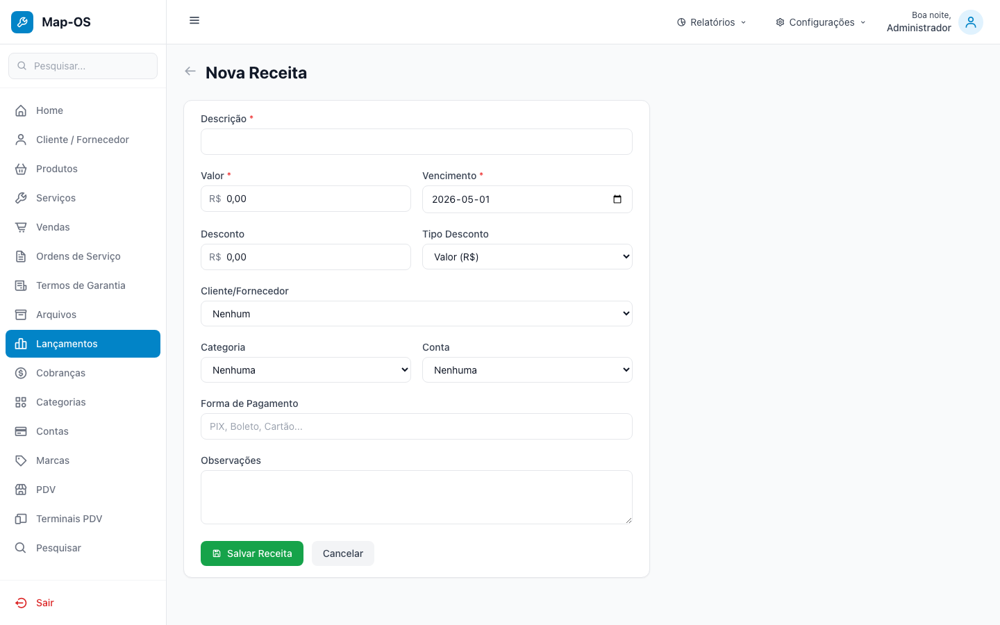 Map-OS
Relatórios
Configurações
Boa noite,
Administrador
Pesquisar...
Home
Cliente / Fornecedor
Produtos
Serviços
Vendas
Ordens de Serviço
Termos de Garantia
Arquivos
Lançamentos
Cobranças
Categorias
Contas
Marcas
PDV
Terminais PDV
Pesquisar
Sair
Nova Receita
Descrição *
Valor *
R$ 0,00
Vencimento *
2026-05-01
Desconto
R$ 0,00
Tipo Desconto
Valor (R$)
Cliente/Fornecedor
Nenhum
Categoria
Nenhuma
Conta
Nenhuma
Forma de Pagamento
PIX, Boleto, Cartão...
Observações
Salvar Receita
Cancelar